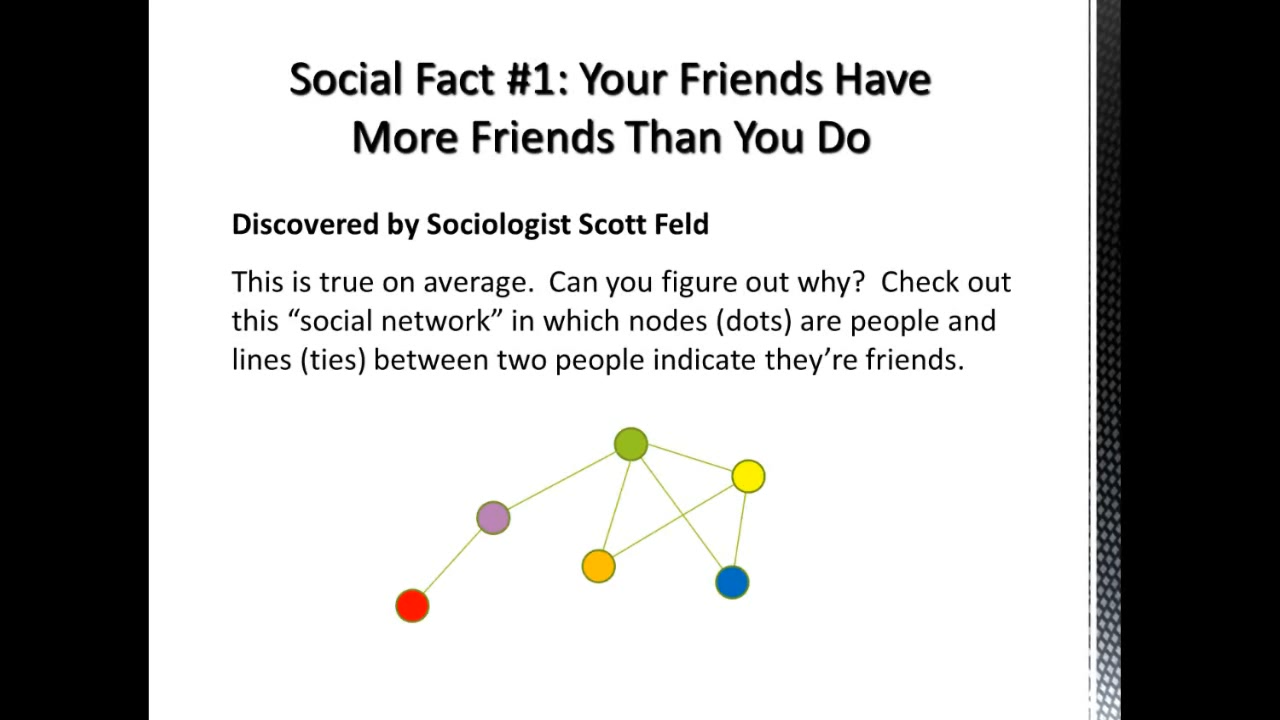 Social Fact #1: Your Friends Have
More Friends Than You Do
Discovered by Sociologist Scott Feld
This is true on average.  Can you figure out why?  Check out
this “social network” in which nodes (dots) are people and
lines (ties) between two people indicate they’re friends.